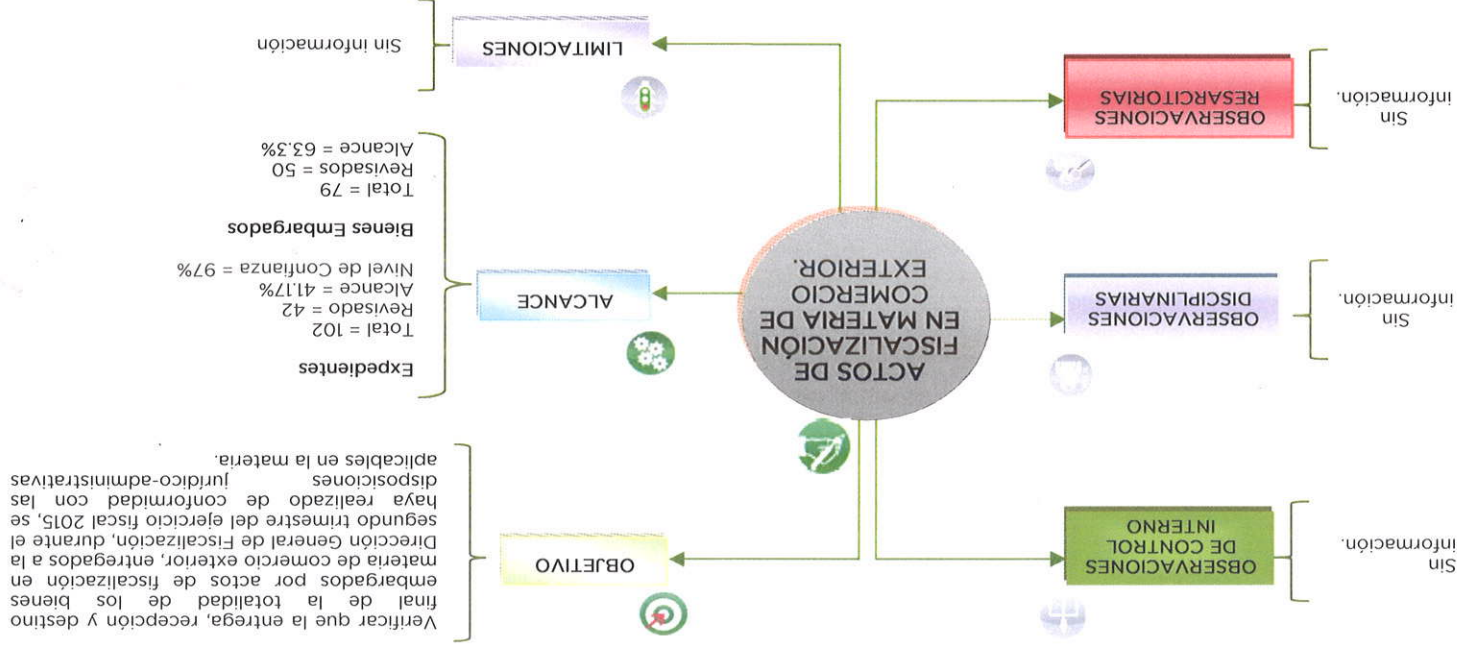 Sin
información.
OBSERVACIONES
DE CONTROL
INTERNO
Sin
información.
OBSERVACIONES
DISCIPLINARIAS
Sin
información.
OBSERVACIONES
RESARCITORIAS
ACTOS DE
FISCALIZACIÓN
EN MATERIA DE
COMERCIO
EXTERIOR.
OBJETIVO
Verificar que la entrega, recepción y destino
final de la totalidad de los bienes
embargados por actos de fiscalización en
materia de comercio exterior, entregados a la
Dirección General de Fiscalización, durante el
segundo trimestre del ejercicio fiscal 2015, se
haya realizado de conformidad con las
disposiciones jurídico-administrativas
aplicables en la materia.
ALCANCE
Expedientes
Total = 102
Revisado = 42
Alcance = 41.17%
Nivel de Confianza = 97%
Bienes Embargados
Total = 79
Revisados = 50
Alcance = 63.3%
LIMITACIONES
Sin información